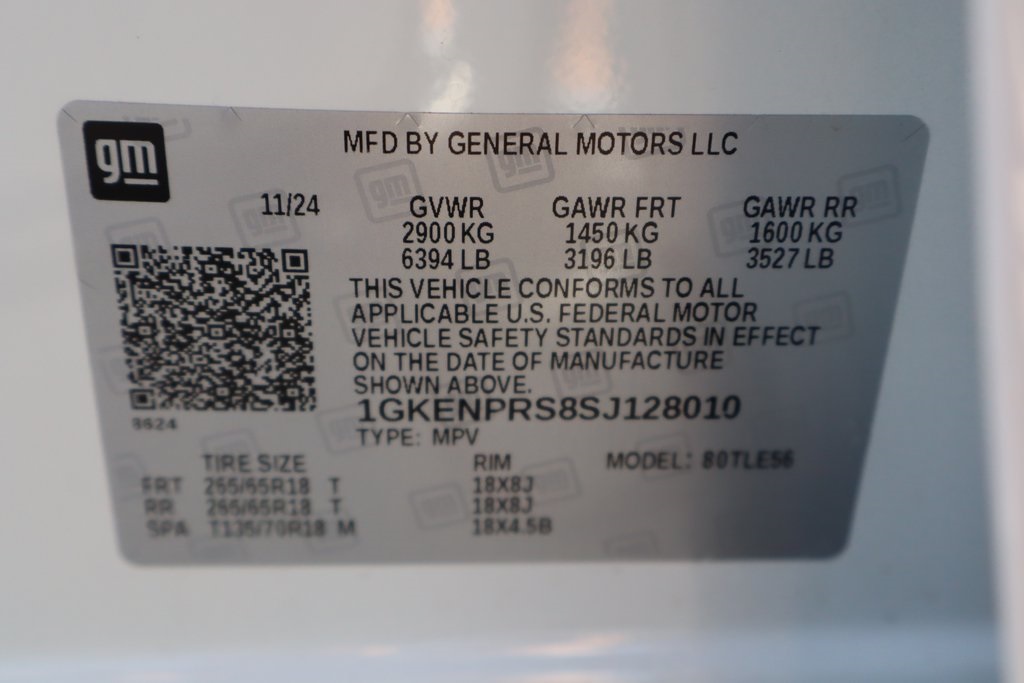 gm
MFD BY GENERAL MOTORS LLC
11/24 GVWR GAWR FRT GAWR RR
2900 KG 1450 KG 1600 KG
6394 LB 3196 LB 3527 LB
THIS VEHICLE CONFORMS TO ALL
APPLICABLE U.S. FEDERAL MOTOR
VEHICLE SAFETY STANDARDS IN EFFECT
ON THE DATE OF MANUFACTURE
SHOWN ABOVE.
1GKENPRS8SJ128010
8624
TYPE: MPV
TIRE SIZE RIM MODEL: 80TLE56
FRT 265/65R18 T 18X8J
RR 265/65R18 T 18X8J
SPA T135/70R18 M 18X4.5B